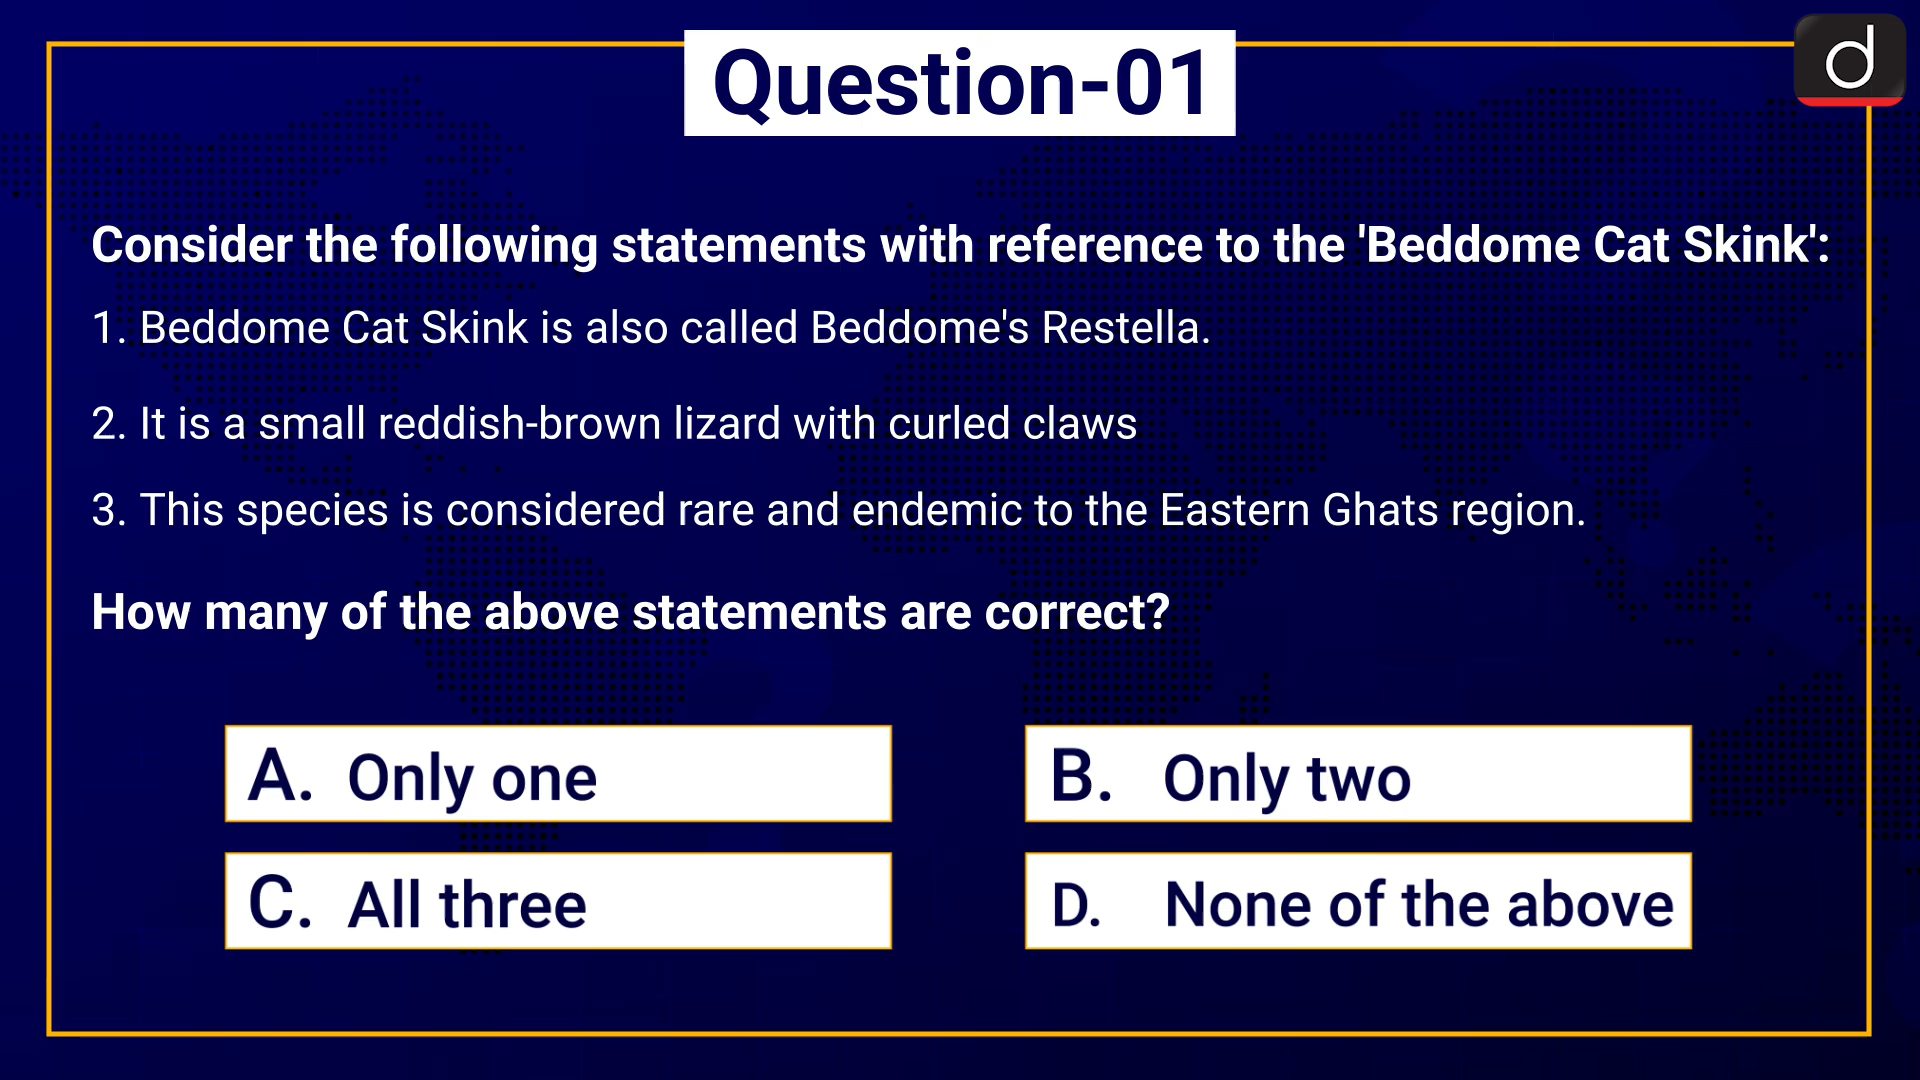 Question-01
d
Consider the following statements with reference to the 'Beddome Cat Skink':
1. Beddome Cat Skink is also called Beddome's Restella.
2. It is a small reddish-brown lizard with curled claws
3. This species is considered rare and endemic to the Eastern Ghats region.
How many of the above statements are correct?
A. Only one
B. Only two
C. All three
D. None of the above